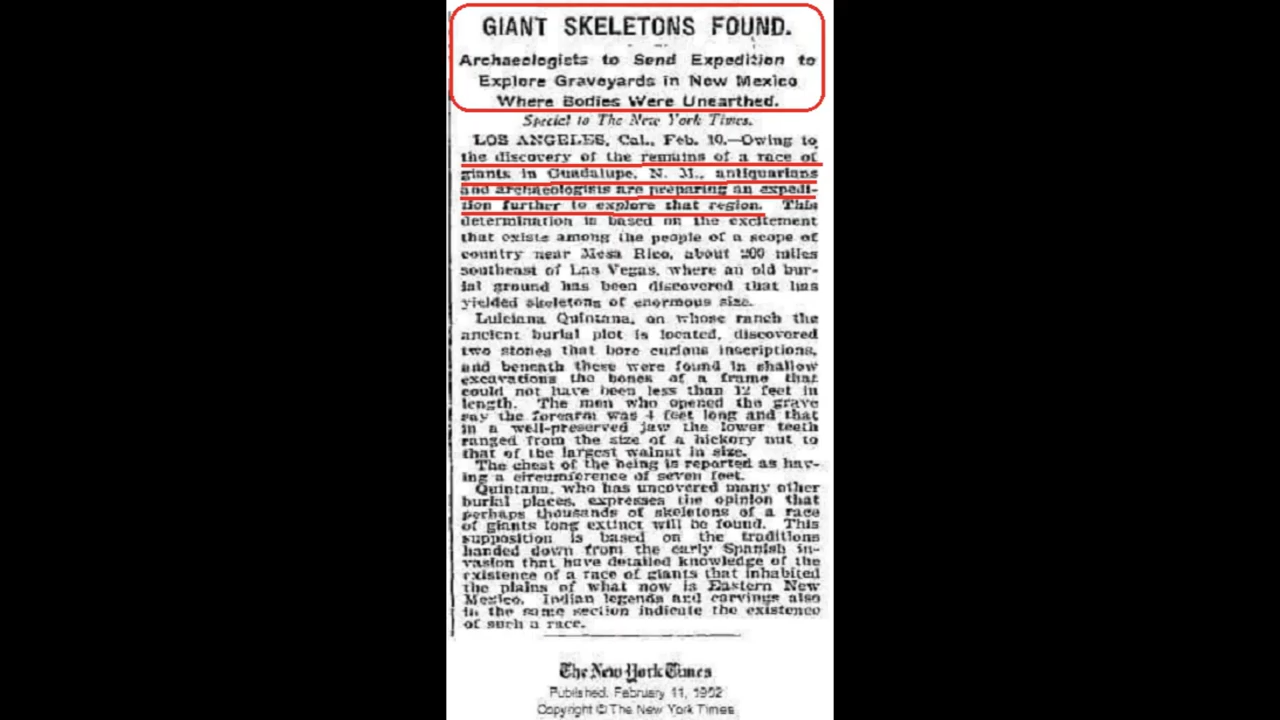 GIANT SKELETONS FOUND.
Archaeologists to Send Expedition to
Explore Graveyards in New Mexico
Where Bodies Were Unearthed.
Special to The New York Times.
LOS ANGELES, Cal., Feb. 10.—Owing to
the discovery of the remains of a race of
giants in Guadalupe, N. M., antiquarians
and archaeologists are preparing an expedi-
tion further to explore that region. This
determination is based on the excitement
that exists among the people of a scope of
country near Mesa Rico, about 200 miles
southeast of Las Vegas, where an old bur-
ial ground has been discovered that has
yielded skeletons of enormous size.
Luiciana Quintana, on whose ranch the
ancient burial plot is located, discovered
two stones that bore curious inscriptions,
and beneath these were found in shallow
excavations the bones of a frame that
could not have been less than 12 feet in
length. The men who opened the grave
say the forearm was 4 feet long and that
in a well-preserved jaw the lower teeth
ranged from the size of a hickory nut to
that of the largest walnut in size.
The chest of the being is reported as hav-
ing a circumference of seven feet.
Quintana, who has uncovered many other
burial places, expresses the opinion that
perhaps thousands of skeletons of a race
of giants long extinct will be found. This
supposition is based on the traditions
handed down from the early Spanish in-
vasion that have detailed knowledge of the
existence of a race of giants that inhabited
the plains of what now is Eastern New
Mexico. Indian legends and carvings also
in the same section indicate the existence
of such a race.
The New York Times
Published: February 11, 1902
Copyright © The New York Times